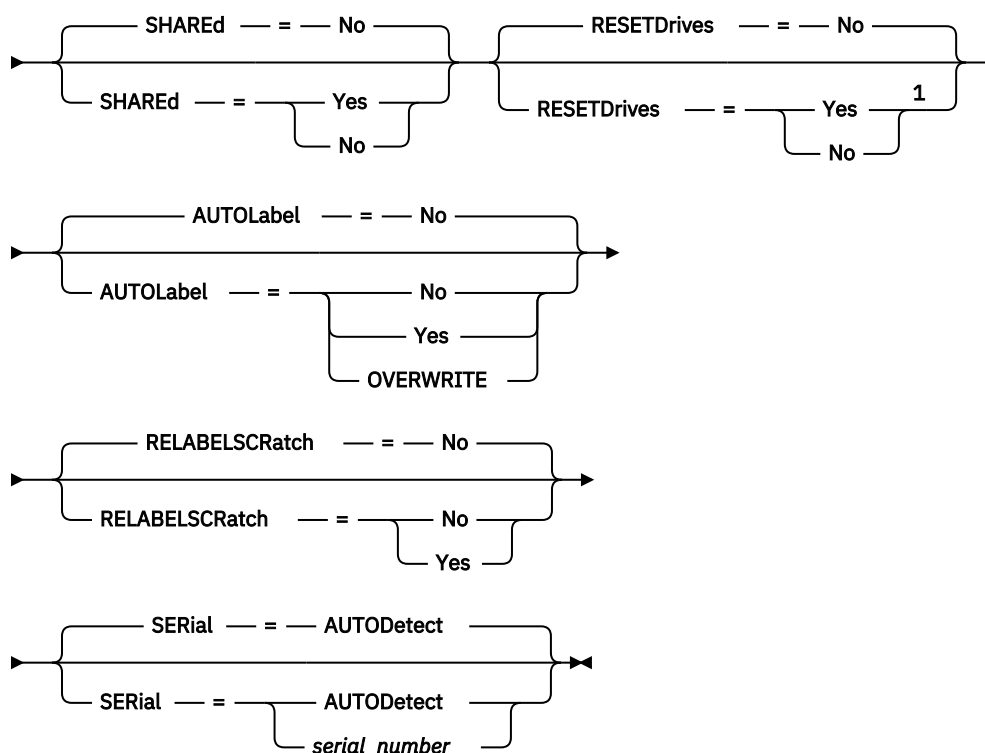 SHAREd = No RESETDrives = No
SHAREd = Yes RESETDrives = Yes 1
No No
AUTOLabel = No
AUTOLabel = No
Yes
OVERWRITE
RELABELSCRatch = No
RELABELSCRatch = No
Yes
SERial = AUTODetect
SERial = AUTODetect
serial_number